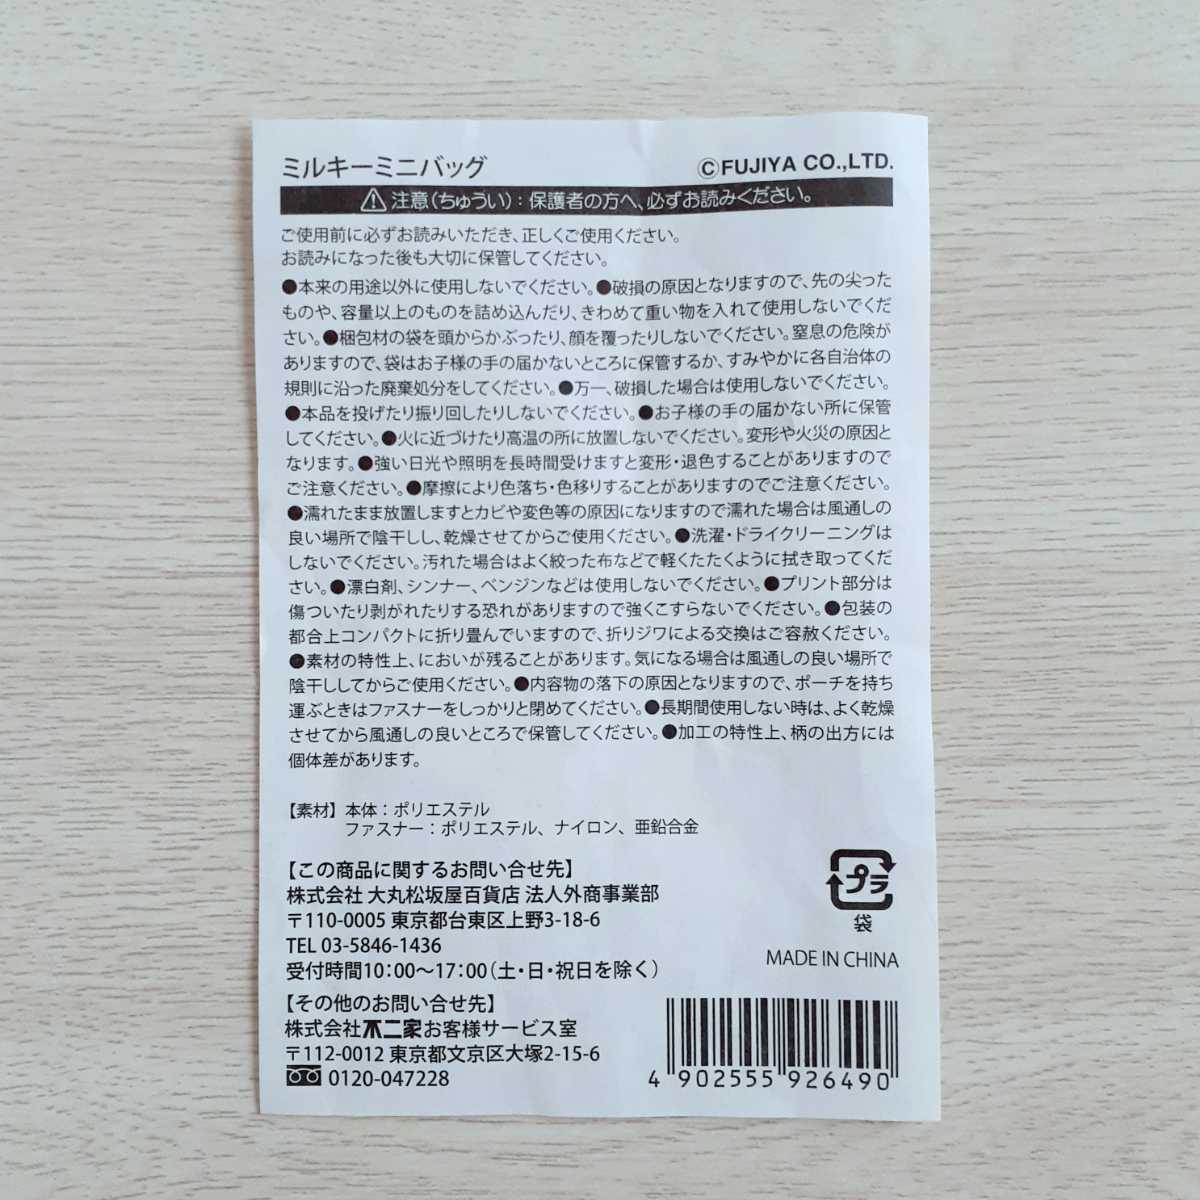 ミルキーミニバッグ
©FUJIYA CO.,LTD.
⚠注意(ちゅうい):保護者の方へ、必ずお読みください。
ご使用前に必ずお読みいただき、正しくご使用ください。
お読みになった後も大切に保管してください。
●本来の用途以外に使用しないでください。●破損の原因となりますので、先の尖った
ものや、容量以上のものを詰め込んだり、きわめて重い物を入れて使用しないでくだ
さい。●梱包材の袋を頭からかぶったり、顔を覆ったりしないでください。窒息の危険が
ありますので、袋はお子様の手の届かないところに保管するか、すみやかに各自治体の
規則に沿った廃棄処分をしてください。●万一、破損した場合は使用しないでください。
●本品を投げたり振り回したりしないでください。●お子様の手の届かない所に保管
してください。●火に近づけたり高温の所に放置しないでください。変形や火災の原因と
なります。●強い日光や照明を長時間受けますと変形・退色することがありますので
ご注意ください。●摩擦により色落ち・色移りすることがありますのでご注意ください。
●濡れたまま放置しますとカビや変色等の原因になりますので濡れた場合は風通しの
良い場所で陰干しし、乾燥させてからご使用ください。●洗濯・ドライクリーニングは
しないでください。汚れた場合はよく絞った布などで軽くたたくように拭き取ってくだ
さい。●漂白剤、シンナー、ベンジンなどは使用しないでください。●プリント部分は
傷ついたり剥がれたりする恐れがありますので強くこすらないでください。●包装の
都合上コンパクトに折り畳んでいますので、折りジワによる交換はご容赦ください。
●素材の特性上、においが残ることがあります。気になる場合は風通しの良い場所で
陰干ししてからご使用ください。●内容物の落下の原因となりますので、ポーチを持ち
運ぶときはファスナーをしっかりと閉めてください。●長期間使用しない時は、よく乾燥
させてから風通しの良いところで保管してください。●加工の特性上、柄の出方には
個体差があります。
【素材】本体:ポリエステル
ファスナー:ポリエステル、ナイロン、亜鉛合金
【この商品に関するお問い合せ先】
株式会社 大丸松坂屋百貨店 法人外商事業部
〒110-0005 東京都台東区上野3-18-6
TEL 03-5846-1436
受付時間10:00〜17:00(土・日・祝日を除く)
プラ
袋
MADE IN CHINA
【その他のお問い合せ先】
株式会社不二家お客様サービス室
〒112-0012 東京都文京区大塚2-15-6
0120-047228
4 902555 926490